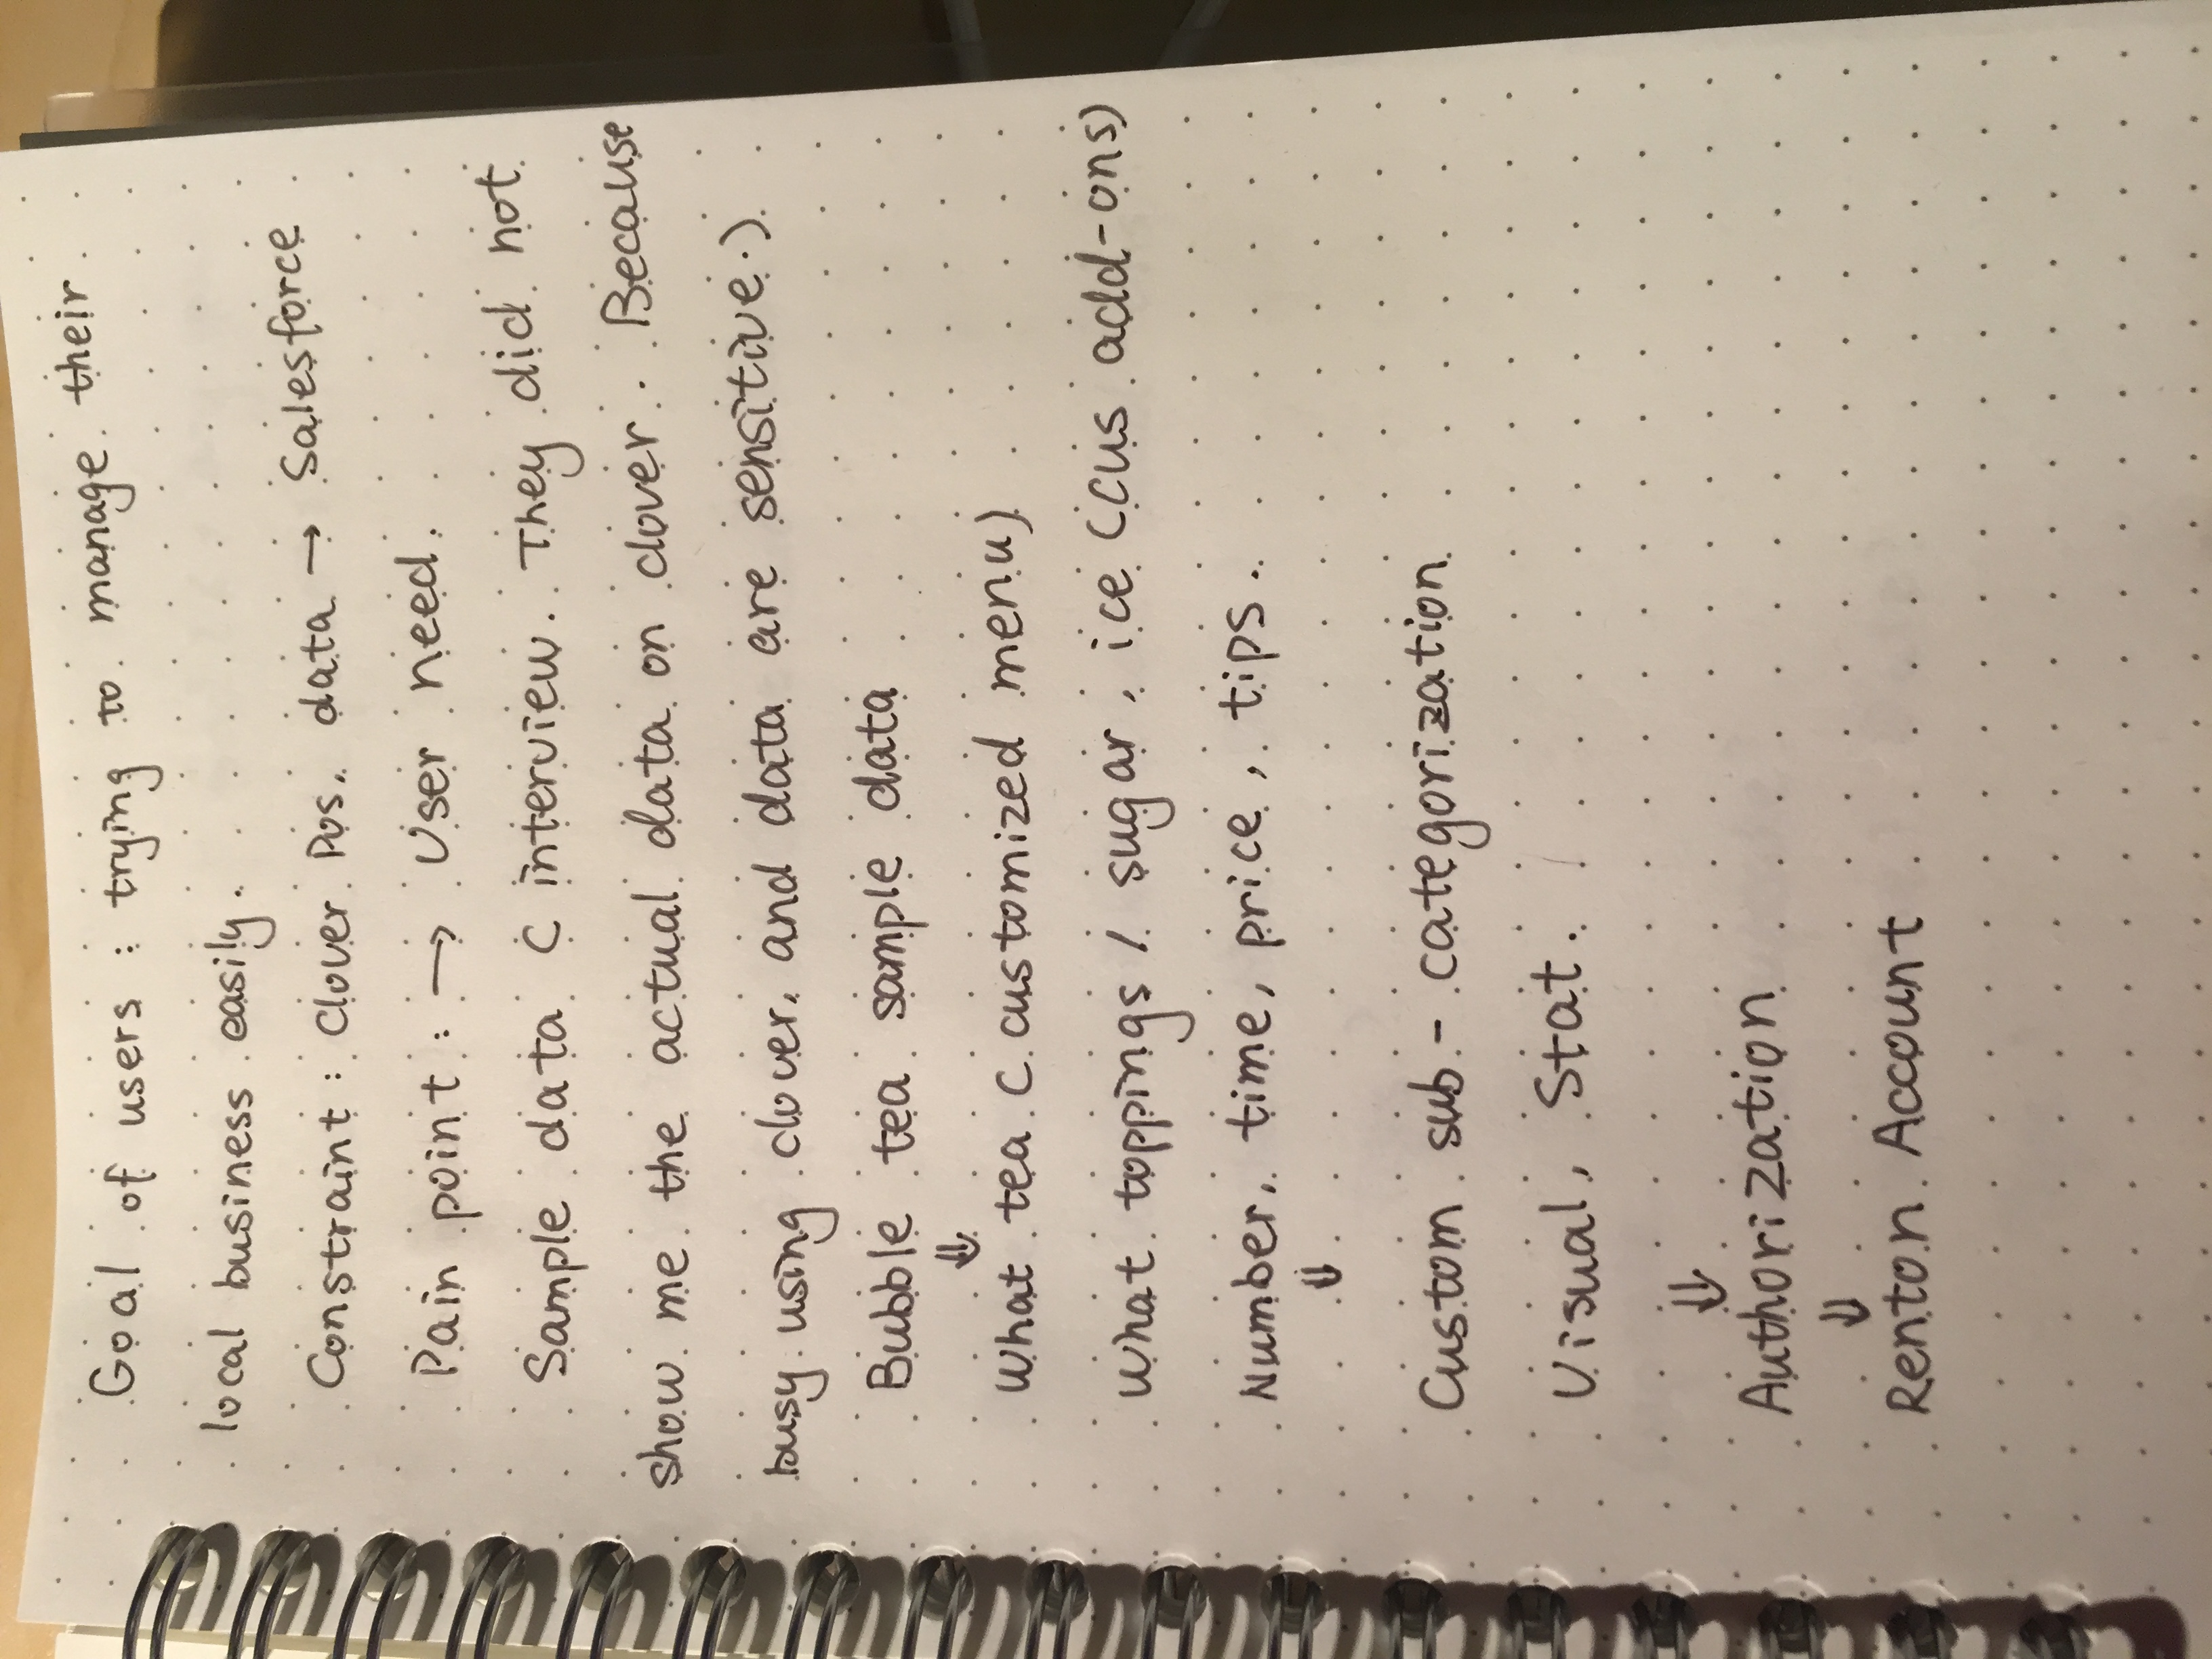 Goal of users : trying to manage their
local business easily.
Constraint : Clover Pos. data → Salesforce
Pain point : → User need.
Sample data ( interview. They did not
show me the actual data on clover. Because
busy using clover, and data are sensitive.)
Bubble tea sample data
⇓
What tea ( customized menu)
What toppings / sugar, ice (cus add-ons)
Number, time, price, tips.
⇓
Custom sub - categorization
Visual, Stat.
⇓
Authorization
⇓
Renton Account